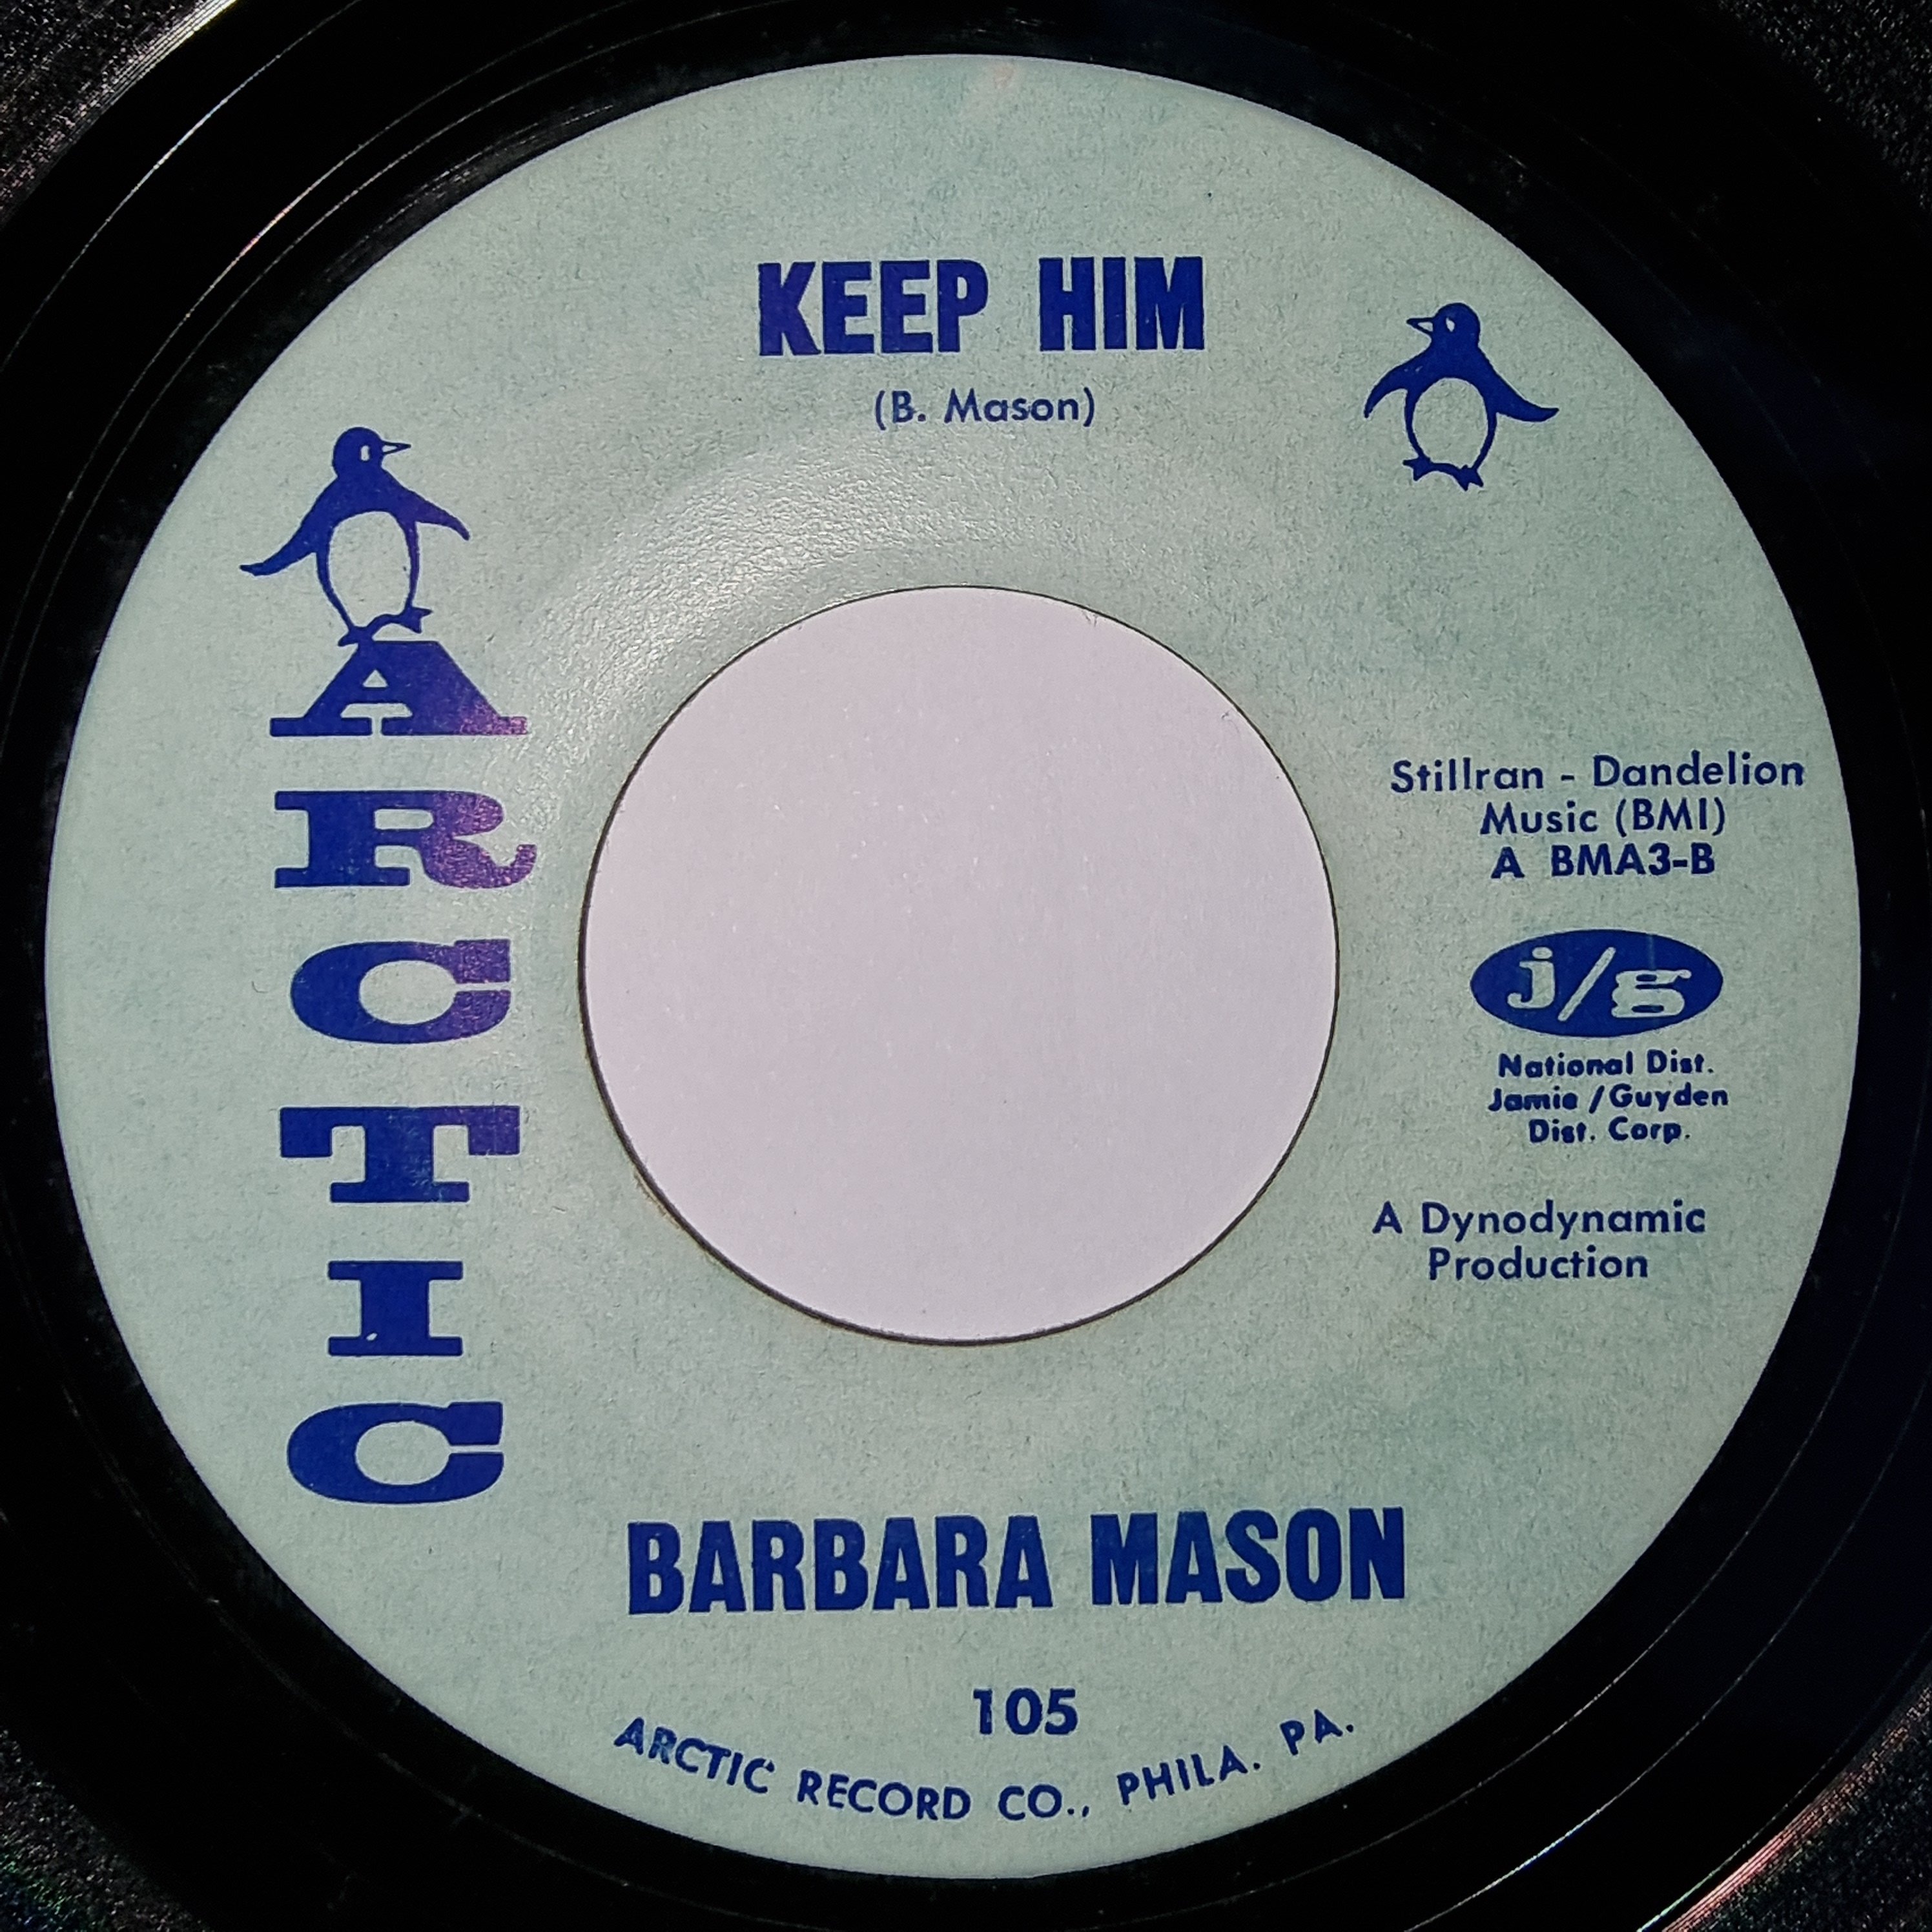 KEEP HIM
(B. Mason)
ARCTIC
Stillran - Dandelion
Music (BMI)
A BMA3-B
j/g
National Dist.
Jamie / Guyden
Dist. Corp.
A Dynodynamic
Production
BARBARA MASON
105
ARCTIC RECORD CO., PHILA. PA.